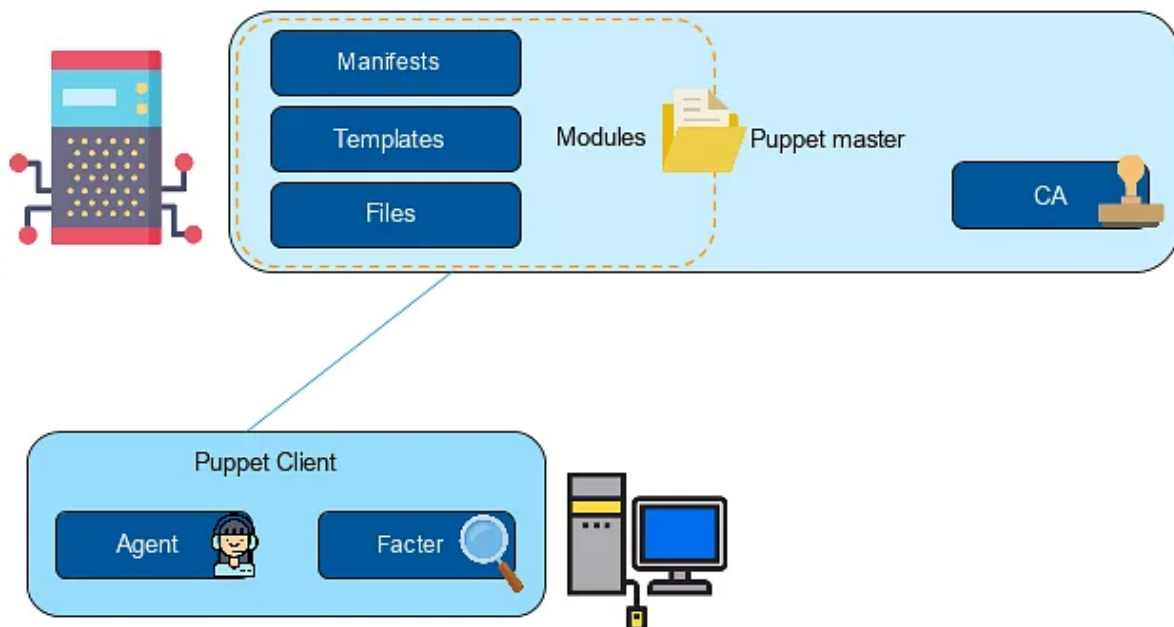 Manifests
Templates
Files
Modules
Puppet master
CA
Puppet Client
Agent
Facter